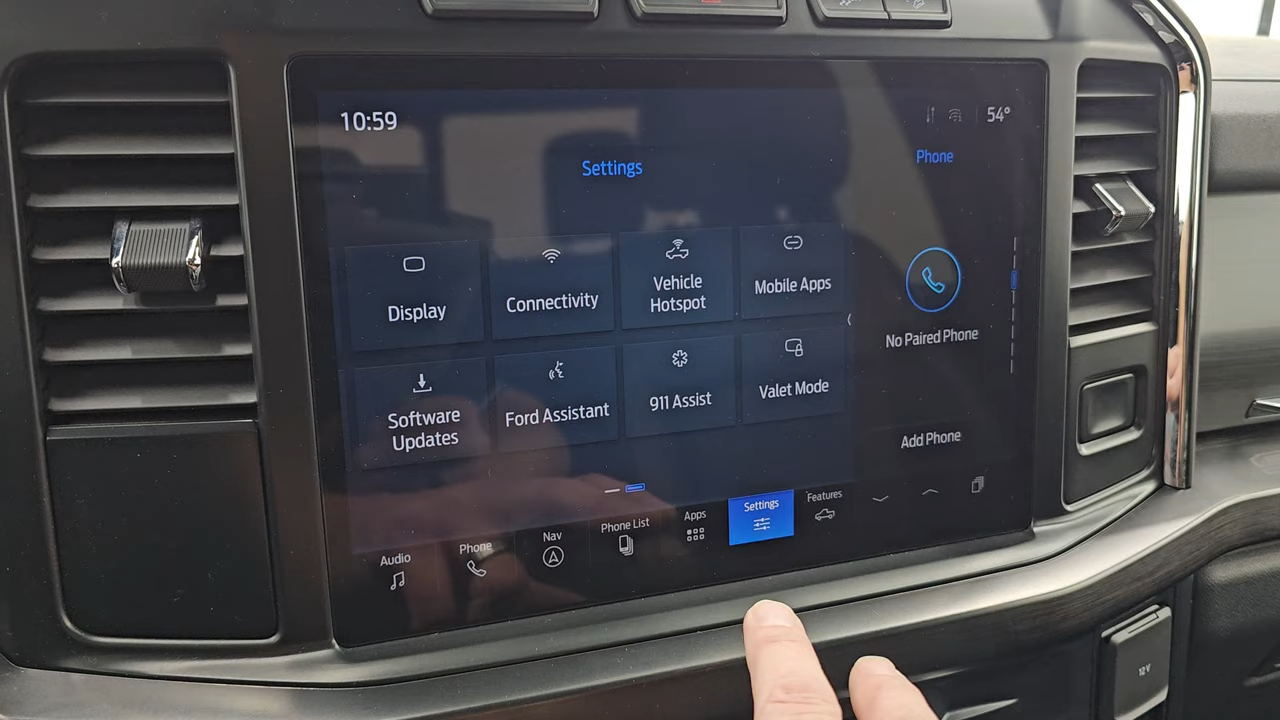 10:59
54°
Settings
Phone
Display
Connectivity
Vehicle
Hotspot
Mobile Apps
No Paired Phone
Software
Updates
Ford Assistant
911 Assist
Valet Mode
Add Phone
Audio
Phone
Nav
Phone List
Apps
Settings
Features
12V